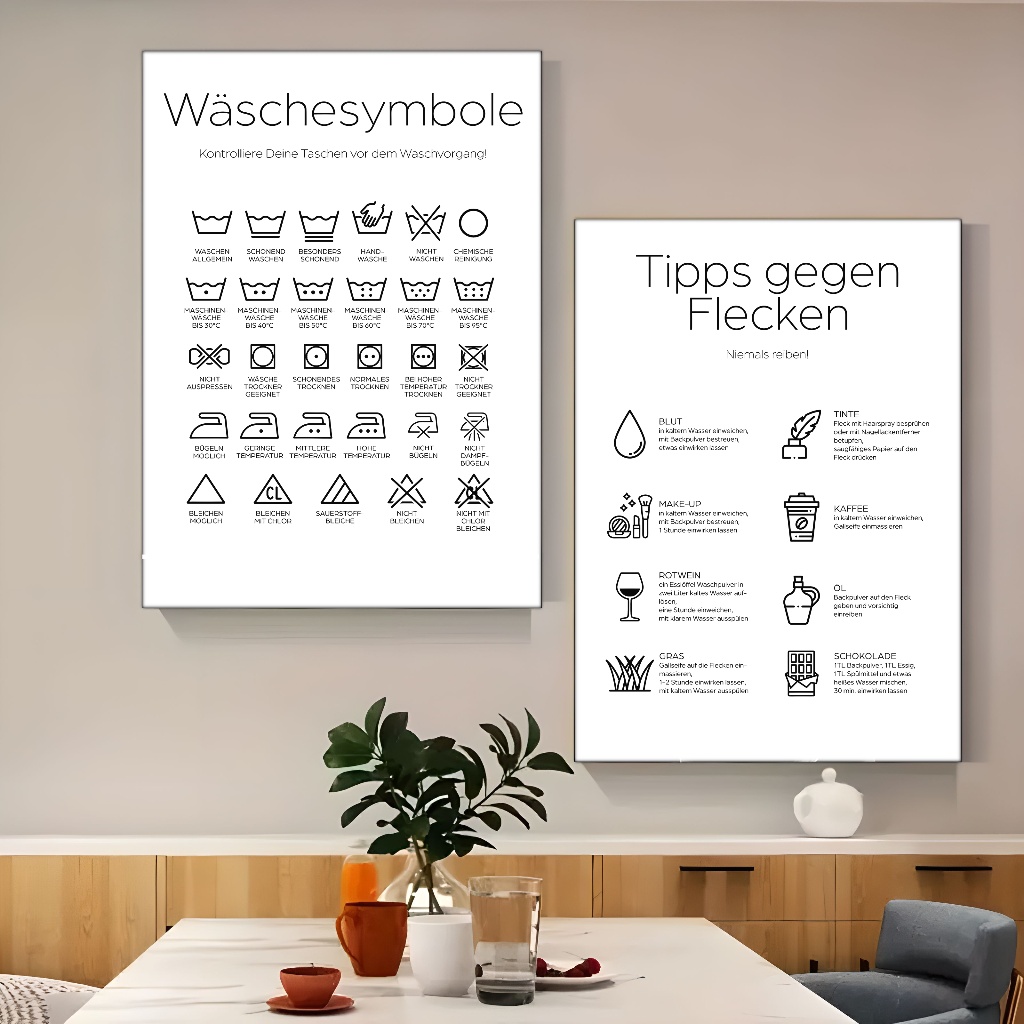 Wäschesymbole
Kontrolliere Deine Taschen vor dem Waschvorgang!
WASCHEN
ALLGEMEIN
SCHONEND
WASCHEN
BESONDERS
SCHONEND
HAND-
WÄSCHE
NICHT
WASCHEN
CHEMISCHE
REINIGUNG
MASCHINEN-
WÄSCHE
BIS 30°C
MASCHINEN-
WÄSCHE
BIS 40°C
MASCHINEN-
WÄSCHE
BIS 50°C
MASCHINEN-
WÄSCHE
BIS 60°C
MASCHINEN-
WÄSCHE
BIS 70°C
MASCHINEN-
WÄSCHE
BIS 95°C
NICHT
AUSPRESSEN
WÄSCHE
TROCKNER
GEEIGNET
SCHONENDES
TROCKNEN
NORMALES
TROCKNEN
BEI HOHER
TEMPERATUR
TROCKNEN
NICHT
TROCKNER
GEEIGNET
BÜGELN
MÖGLICH
GERINGE
TEMPERATUR
MITTLERE
TEMPERATUR
HOHE
TEMPERATUR
NICHT
BÜGELN
NICHT
DAMPF-
BÜGELN
CL
CL
BLEICHEN
MÖGLICH
BLEICHEN
MIT CHLOR
SAUERSTOFF
BLEICHE
NICHT
BLEICHEN
NICHT MIT
CHLOR
BLEICHEN
Tipps gegen
Flecken
Niemals reiben!
BLUT
in kaltem Wasser einweichen,
mit Backpulver bestreuen,
etwas einwirken lassen
TINTE
Fleck mit Haarspray besprühen
oder mit Nagellackentferner
betupfen,
saugfähiges Papier auf den
Fleck drücken
MAKE-UP
in kaltem Wasser einweichen,
mit Backpulver bestreuen,
1 Stunde einwirken lassen
KAFFEE
in kaltem Wasser einweichen,
Gallseife einmassieren
ROTWEIN
ein Esslöffel Waschpulver in
zwei Liter kaltes Wasser auf-
lösen,
eine Stunde einweichen,
mit klarem Wasser ausspülen
ÖL
Backpulver auf den Fleck
geben und vorsichtig
einreiben
GRAS
Gallseife auf die Flecken ein-
massieren,
1-2 Stunde einwirken lassen,
mit kaltem Wasser ausspülen
SCHOKOLADE
1TL Backpulver, 1TL Essig,
1TL Spülmittel und etwas
heißes Wasser mischen,
30 min. einwirken lassen